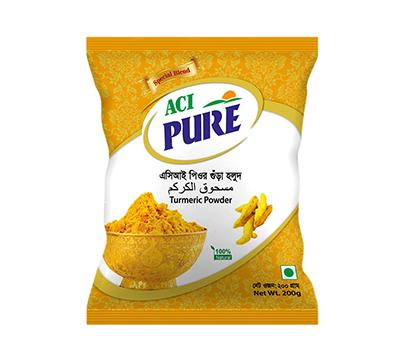 Special Blend
ACI
PURE
এসিআই পিওর গুঁড়া হলুদ
مسحوق الكركم
Turmeric Powder
100%
Natural
নেট ওজন: ২০০ গ্রাম
Net Wt. 200g